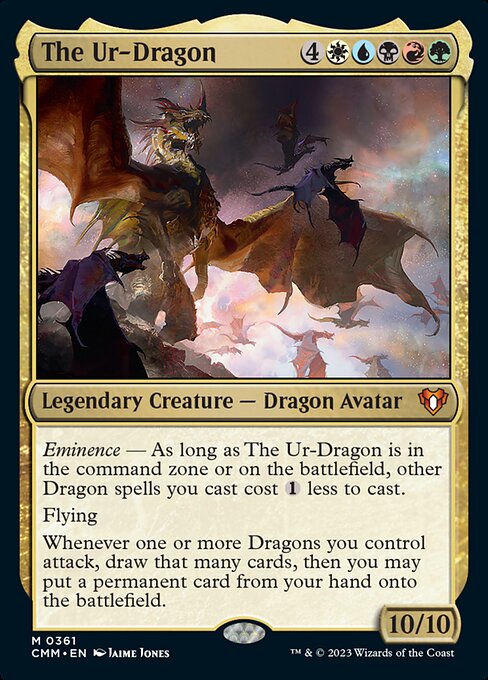 The Ur-Dragon 4
Legendary Creature — Dragon Avatar
Eminence — As long as The Ur-Dragon is in
the command zone or on the battlefield, other
Dragon spells you cast cost 1 less to cast.
Flying
Whenever one or more Dragons you control
attack, draw that many cards, then you may
put a permanent card from your hand onto
the battlefield.
10/10
M 0361
CMM • EN Jaime Jones ™ & © 2023 Wizards of the Coast